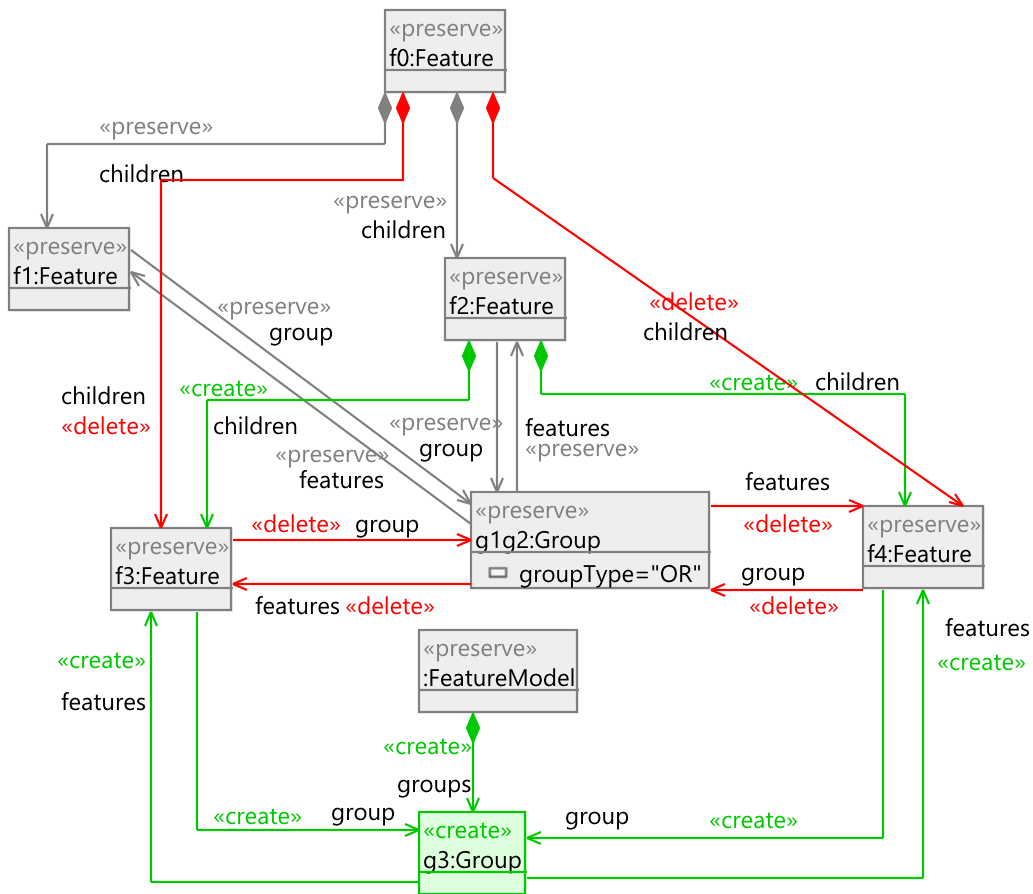 «preserve»
f0:Feature
«preserve»
children
«preserve»
children
«preserve»
f1:Feature
«preserve»
f2:Feature
«preserve»
group
«delete»
children
«create»
children
«create»
children
children
«delete»
«preserve»
group
features
«preserve»
«preserve»
features
«preserve»
g1g2:Group
groupType="OR"
features
«delete»
«preserve»
f4:Feature
«delete» group
«preserve»
f3:Feature
group
«delete»
features «delete»
«preserve»
:FeatureModel
features
«create»
«create»
features
«create»
groups
«create»
group
«create»
g3:Group
group
«create»